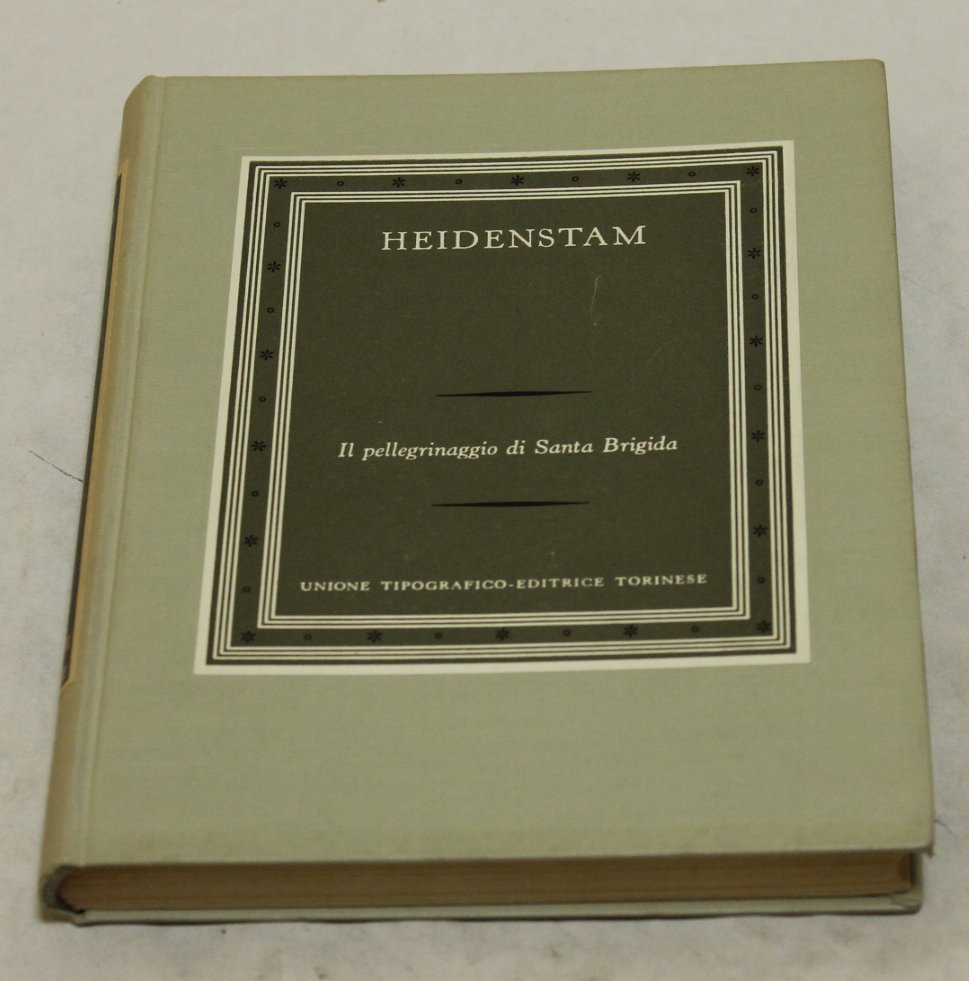 HEIDENSTAM
Il pellegrinaggio di Santa Brigida
UNIONE TIPOGRAFICO-EDITRICE TORINESE